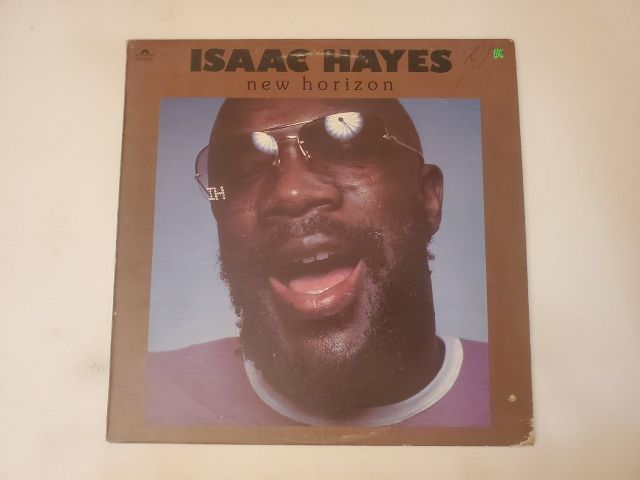 ISAAC HAYES
new horizon
IH